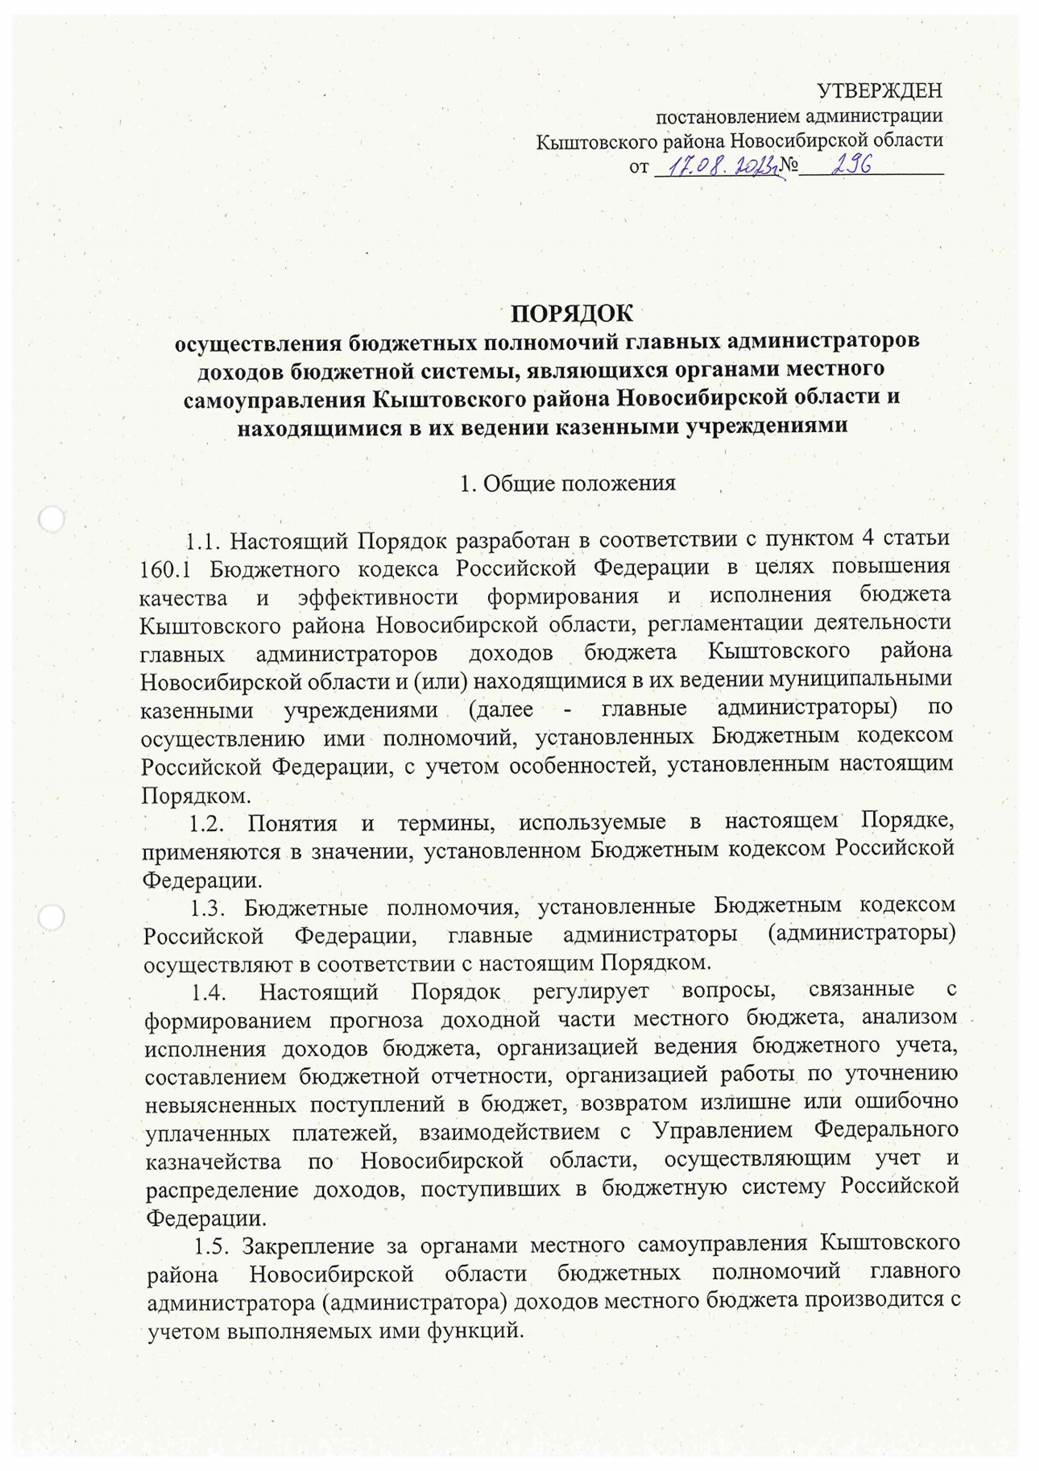 УТВЕРЖДЕН
постановлением администрации
Кыштовского района Новосибирской области
от 17.08.2023г № 296
ПОРЯДОК
осуществления бюджетных полномочий главных администраторов
доходов бюджетной системы, являющихся органами местного
самоуправления Кыштовского района Новосибирской области и
находящимися в их ведении казенными учреждениями
1. Общие положения
1.1. Настоящий Порядок разработан в соответствии с пунктом 4 статьи
160.1 Бюджетного кодекса Российской Федерации в целях повышения
качества и эффективности формирования и исполнения бюджета
Кыштовского района Новосибирской области, регламентации деятельности
главных администраторов доходов бюджета Кыштовского района
Новосибирской области и (или) находящимися в их ведении муниципальными
казенными учреждениями (далее - главные администраторы) по
осуществлению ими полномочий, установленных Бюджетным кодексом
Российской Федерации, с учетом особенностей, установленным настоящим
Порядком.
1.2. Понятия и термины, используемые в настоящем Порядке,
применяются в значении, установленном Бюджетным кодексом Российской
Федерации.
1.3. Бюджетные полномочия, установленные Бюджетным кодексом
Российской Федерации, главные администраторы (администраторы)
осуществляют в соответствии с настоящим Порядком.
1.4. Настоящий Порядок регулирует вопросы, связанные с
формированием прогноза доходной части местного бюджета, анализом
исполнения доходов бюджета, организацией ведения бюджетного учета,
составлением бюджетной отчетности, организацией работы по уточнению
невыясненных поступлений в бюджет, возвратом излишне или ошибочно
уплаченных платежей, взаимодействием с Управлением Федерального
казначейства по Новосибирской области, осуществляющим учет и
распределение доходов, поступивших в бюджетную систему Российской
Федерации.
1.5. Закрепление за органами местного самоуправления Кыштовского
района Новосибирской области бюджетных полномочий главного
администратора (администратора) доходов местного бюджета производится с
учетом выполняемых ими функций.